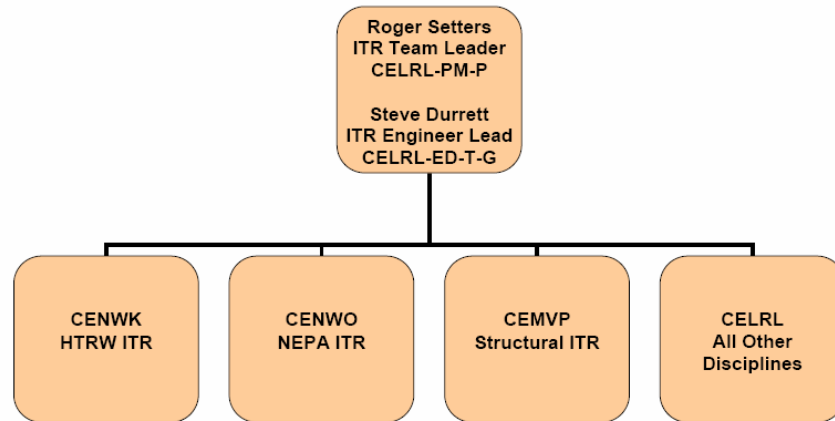 Roger Setters
ITR Team Leader
CELRL-PM-P
Steve Durrett
ITR Engineer Lead
CELRL-ED-T-G
CENWK
HTRW ITR
CENWO
NEPA ITR
CEMVP
Structural ITR
CELRL
All Other
Disciplines